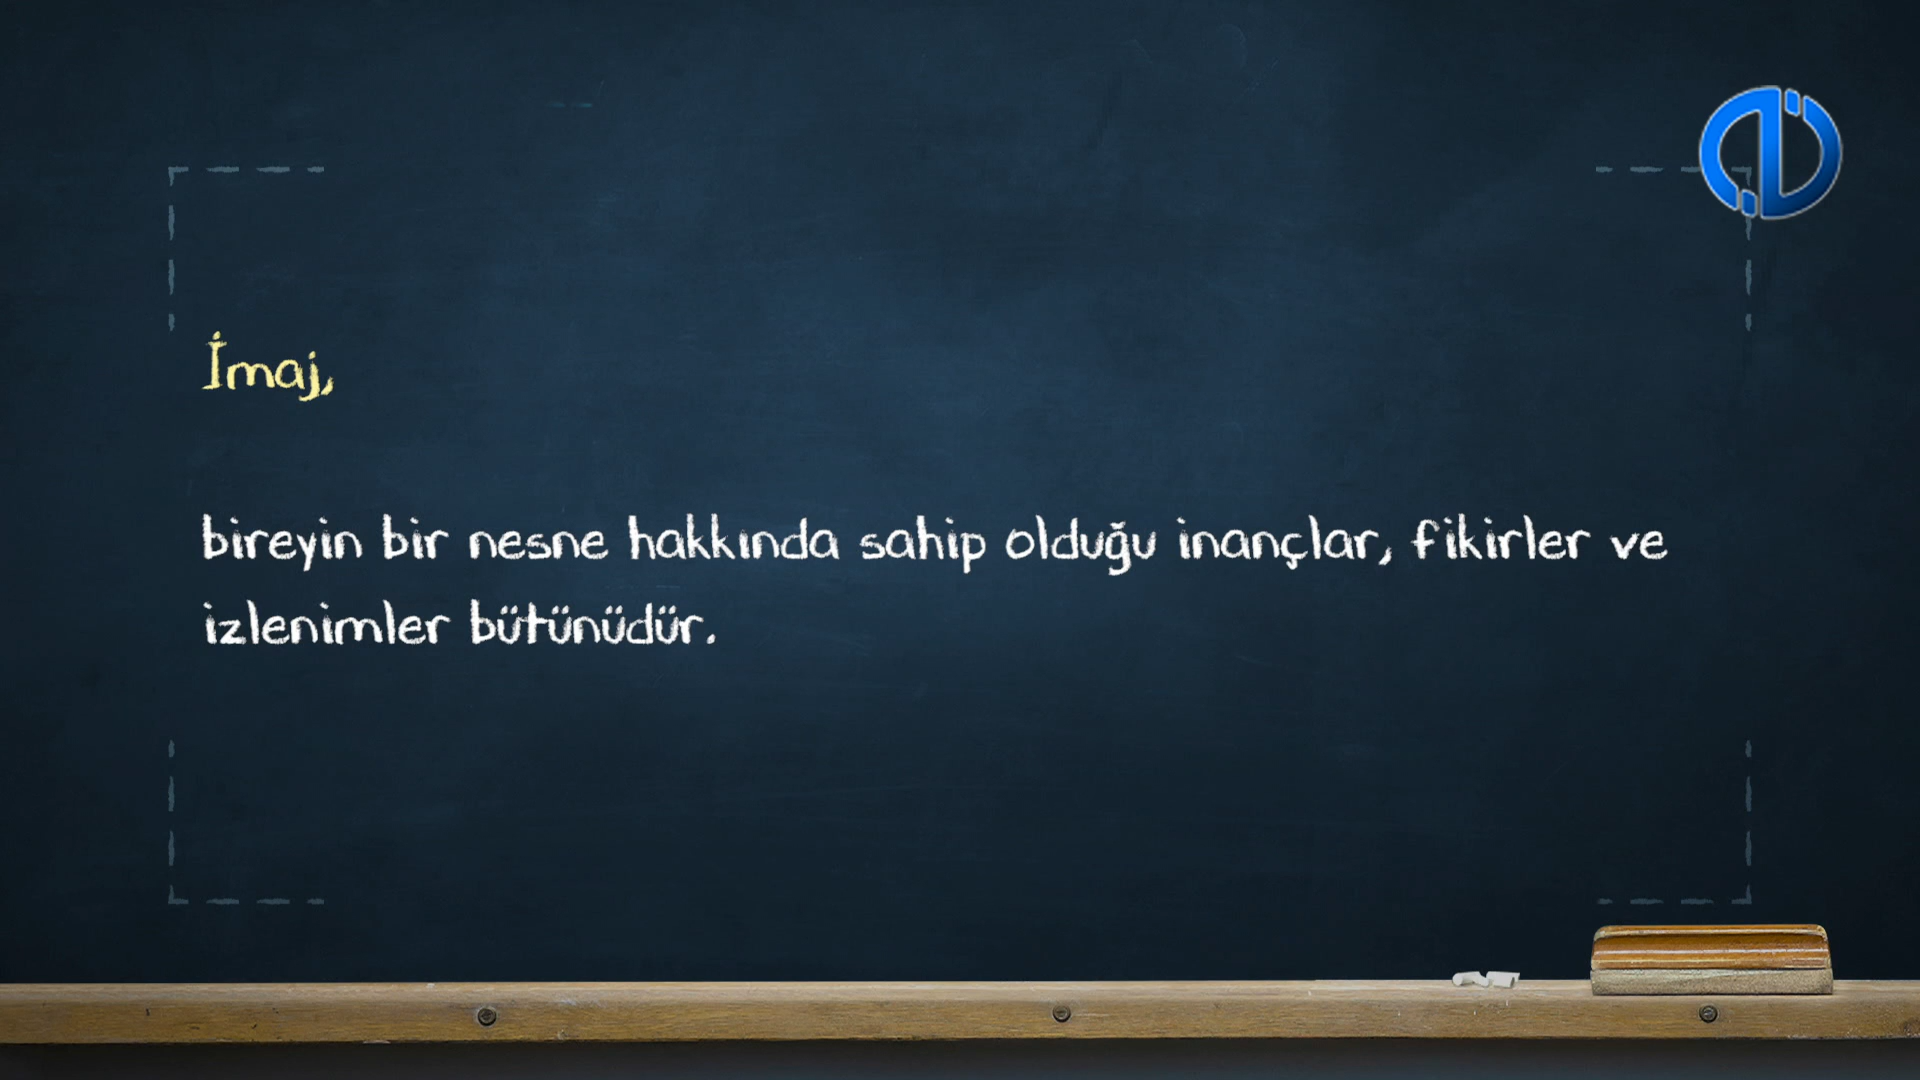 İmaj,
bireyin bir nesne hakkında sahip olduğu inançlar, fikirler ve
izlenimler bütünüdür.